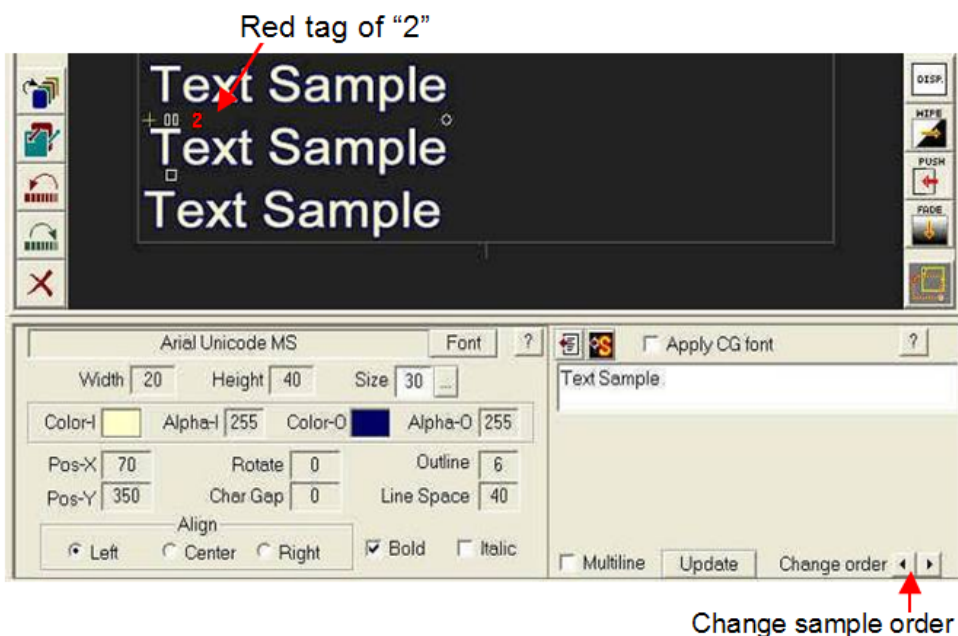 Red tag of “2”
Text Sample
DISP.
2
WIPE
Text Sample
PUSH
Text Sample
FADE
Arial Unicode MS Font ? S Apply CG font ?
Width 20 Height 40 Size 30 ... Text Sample
Color-I Alpha-I 255 Color-O Alpha-O 255
Pos-X 70 Rotate 0 Outline 6
Pos-Y 350 Char Gap 0 Line Space 40
Align
Left Center Right Bold Italic
Multiline Update Change order
Change sample order